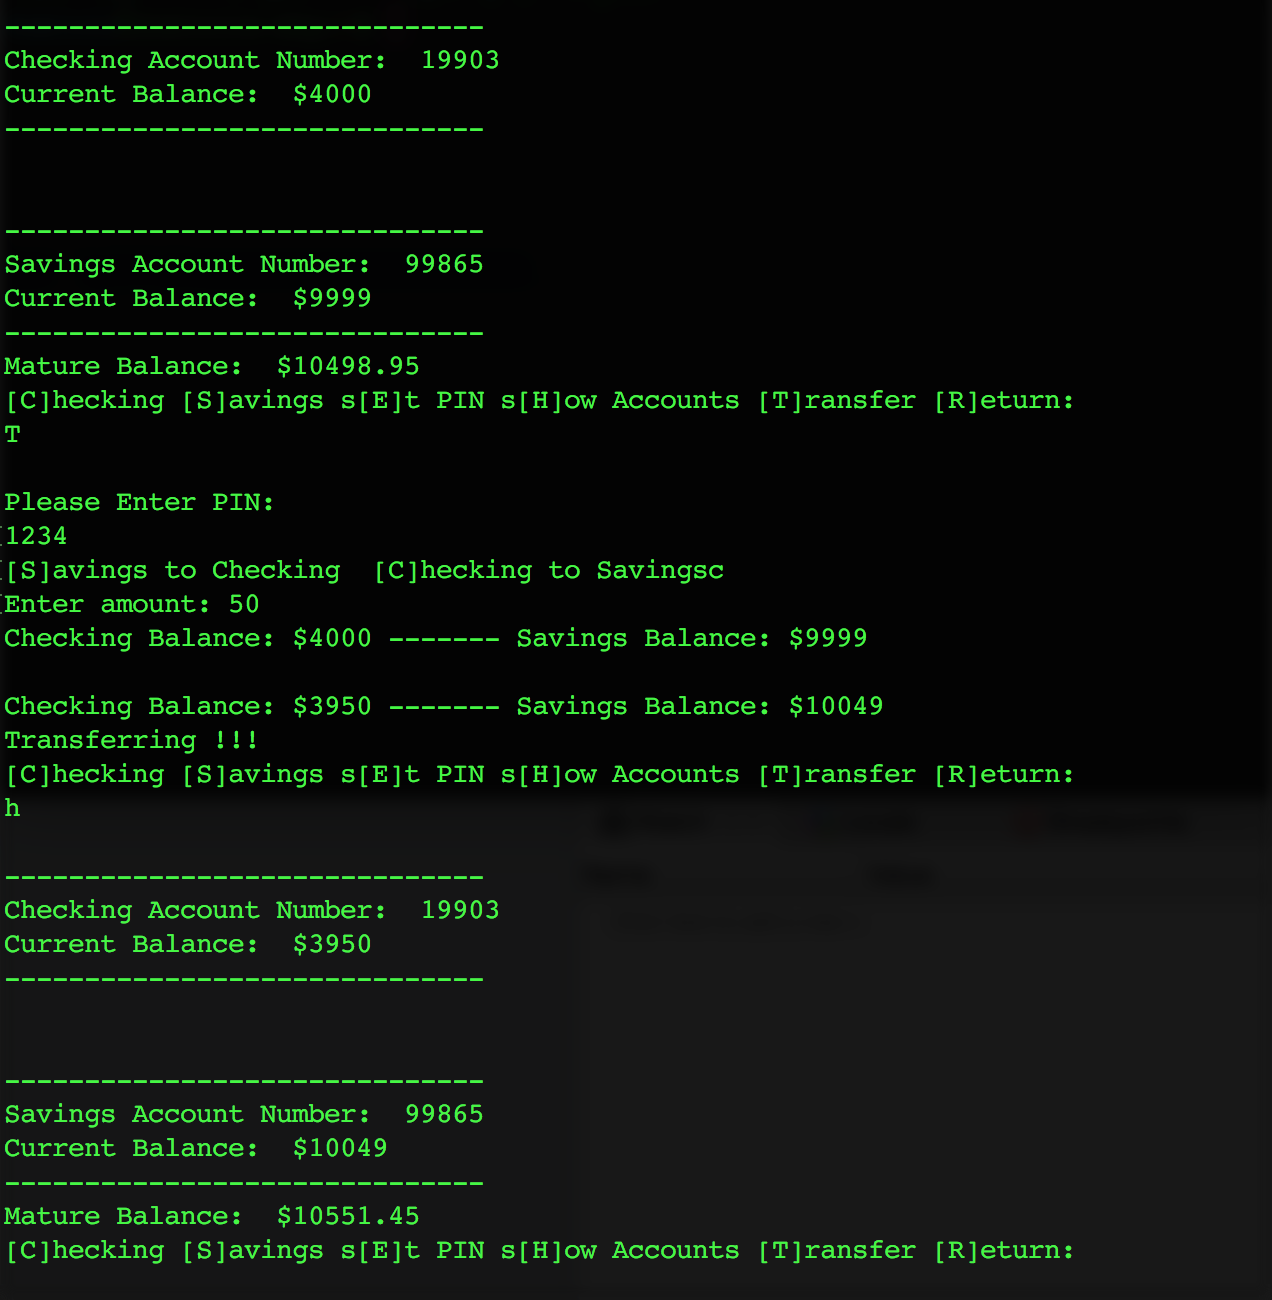 ------------------------------
Checking Account Number:  19903
Current Balance:  $4000
------------------------------
------------------------------
Savings Account Number:  99865
Current Balance:  $9999
------------------------------
Mature Balance:  $10498.95
[C]hecking [S]avings s[E]t PIN s[H]ow Accounts [T]ransfer [R]eturn:
T
Please Enter PIN:
1234
[S]avings to Checking  [C]hecking to Savingsc
Enter amount: 50
Checking Balance: $4000 ------- Savings Balance: $9999
Checking Balance: $3950 ------- Savings Balance: $10049
Transferring !!!
[C]hecking [S]avings s[E]t PIN s[H]ow Accounts [T]ransfer [R]eturn:
h
------------------------------
Checking Account Number:  19903
Current Balance:  $3950
------------------------------
------------------------------
Savings Account Number:  99865
Current Balance:  $10049
------------------------------
Mature Balance:  $10551.45
[C]hecking [S]avings s[E]t PIN s[H]ow Accounts [T]ransfer [R]eturn: